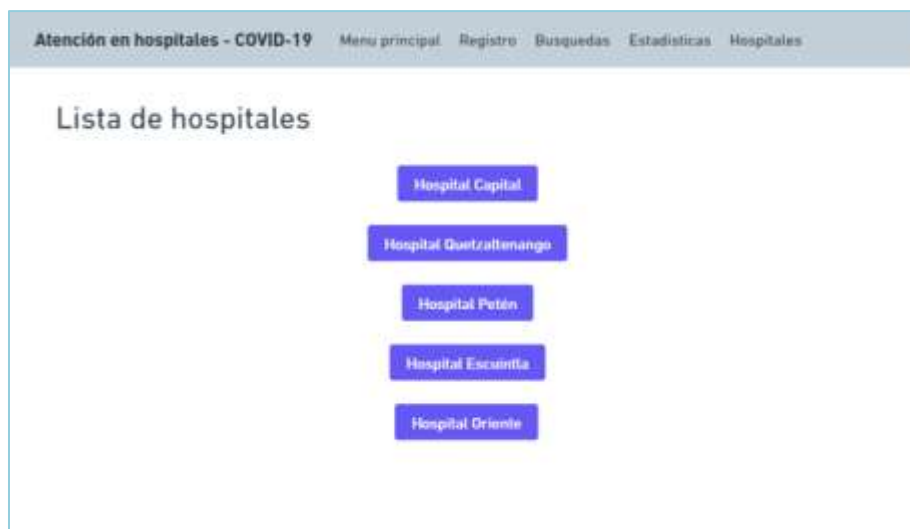 Atención en hospitales - COVID-19 Menu principal Registro Busquedas Estadisticas Hospitales
Lista de hospitales
Hospital Capital
Hospital Quetzaltenango
Hospital Petén
Hospital Escuintla
Hospital Oriente